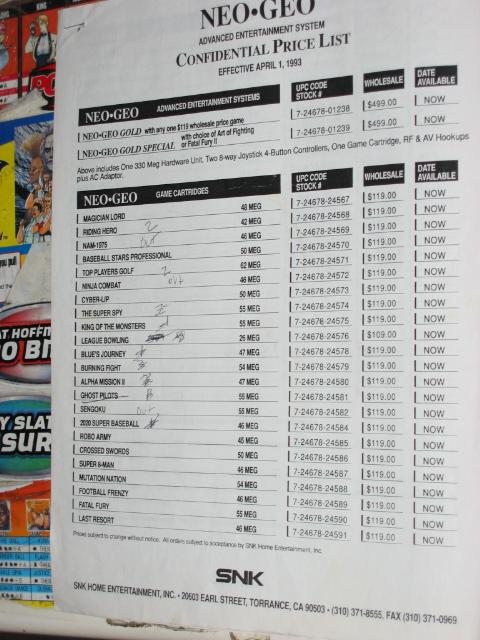 NEO•GEO
ADVANCED ENTERTAINMENT SYSTEM
CONFIDENTIAL PRICE LIST
EFFECTIVE APRIL 1, 1993
NEO•GEO ADVANCED ENTERTAINMENT SYSTEMS UPC CODE STOCK # WHOLESALE DATE AVAILABLE
NEO•GEO GOLD with any one $119 wholesale price game 7-24678-01238 $499.00 NOW
NEO•GEO GOLD SPECIAL with choice of Art of Fighting or Fatal Fury II 7-24678-01239 $499.00 NOW
Above includes One 330 Meg Hardware Unit, Two 8-way Joystick 4-Button Controllers, One Game Cartridge, RF & AV Hookups
plus AC Adaptor.
NEO•GEO GAME CARTRIDGES UPC CODE STOCK # WHOLESALE DATE AVAILABLE
MAGICIAN LORD 48 MEG 7-24678-24567 $119.00 NOW
RIDING HERO 2 42 MEG 7-24678-24568 $119.00 NOW
NAM-1975 out 46 MEG 7-24678-24569 $119.00 NOW
BASEBALL STARS PROFESSIONAL 50 MEG 7-24678-24570 $119.00 NOW
TOP PLAYERS GOLF 2 62 MEG 7-24678-24571 $119.00 NOW
NINJA COMBAT out 46 MEG 7-24678-24572 $119.00 NOW
CYBER-LIP 50 MEG 7-24678-24573 $119.00 NOW
THE SUPER SPY 55 MEG 7-24678-24574 $119.00 NOW
KING OF THE MONSTERS 55 MEG 7-24678-24575 $119.00 NOW
LEAGUE BOWLING 26 MEG 7-24678-24576 $109.00 NOW
BLUE'S JOURNEY 47 MEG 7-24678-24578 $119.00 NOW
BURNING FIGHT 54 MEG 7-24678-24579 $119.00 NOW
ALPHA MISSION II 47 MEG 7-24678-24580 $119.00 NOW
GHOST PILOTS 55 MEG 7-24678-24581 $119.00 NOW
SENGOKU out 55 MEG 7-24678-24582 $119.00 NOW
2020 SUPER BASEBALL 46 MEG 7-24678-24584 $119.00 NOW
ROBO ARMY 45 MEG 7-24678-24585 $119.00 NOW
CROSSED SWORDS 50 MEG 7-24678-24586 $119.00 NOW
SUPER 8-MAN 46 MEG 7-24678-24587 $119.00 NOW
MUTATION NATION 54 MEG 7-24678-24588 $119.00 NOW
FOOTBALL FRENZY 46 MEG 7-24678-24589 $119.00 NOW
FATAL FURY 55 MEG 7-24678-24590 $119.00 NOW
LAST RESORT 46 MEG 7-24678-24591 $119.00 NOW
Prices subject to change without notice. All orders subject to acceptance by SNK Home Entertainment, Inc.
SNK
SNK HOME ENTERTAINMENT, INC. • 20603 EARL STREET, TORRANCE, CA 90503 • (310) 371-8555, FAX (310) 371-0969